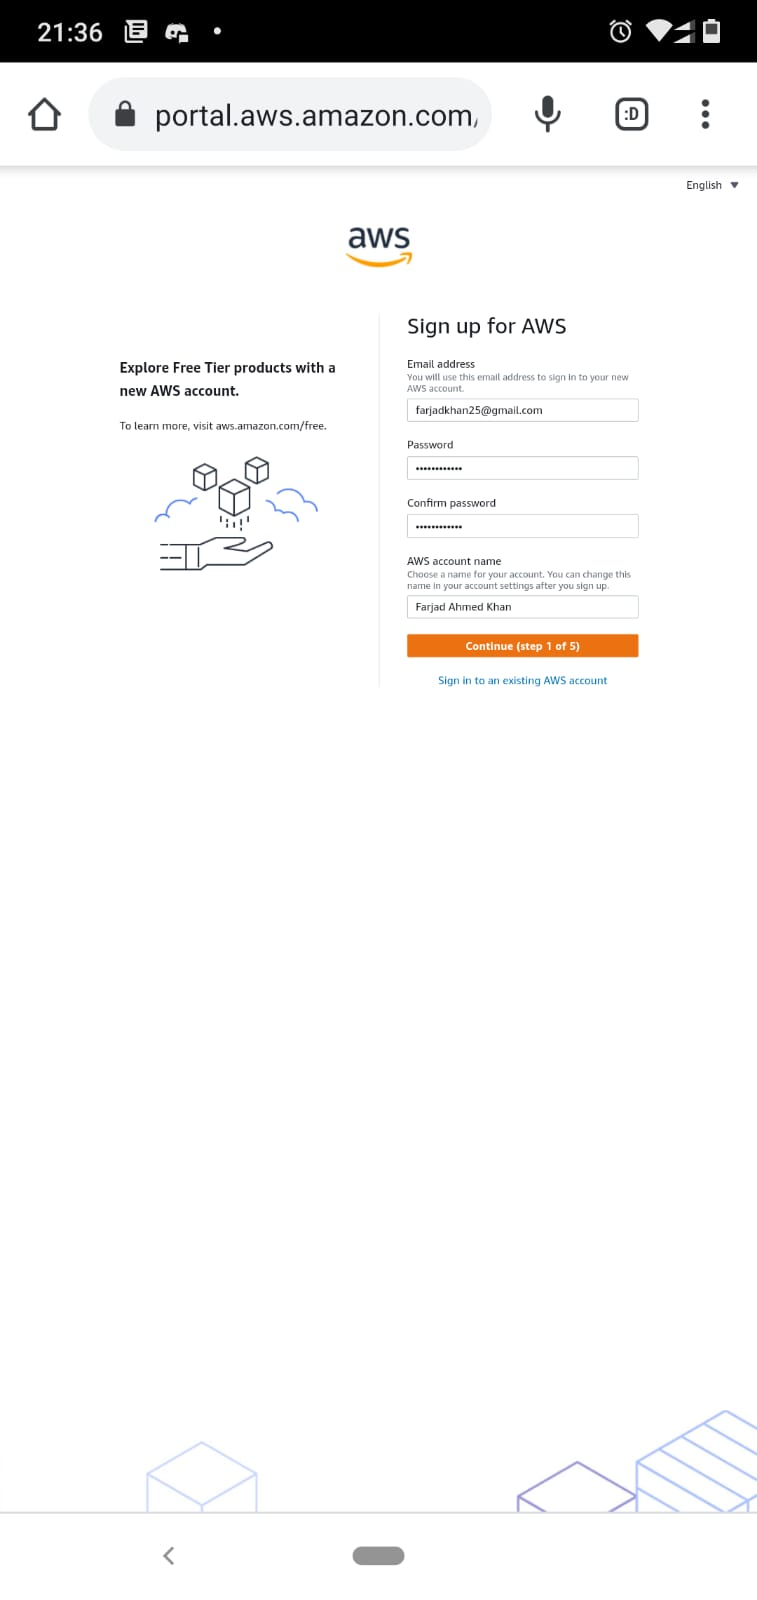 21:36
portal.aws.amazon.com
:D
English
aws
Explore Free Tier products with a
new AWS account.
To learn more, visit aws.amazon.com/free.
Sign up for AWS
Email address
You will use this email address to sign in to your new
AWS account.
farjadkhan25@gmail.com
Password
••••••••••••
Confirm password
••••••••••••
AWS account name
Choose a name for your account. You can change this
name in your account settings after you sign up.
Farjad Ahmed Khan
Continue (step 1 of 5)
Sign in to an existing AWS account